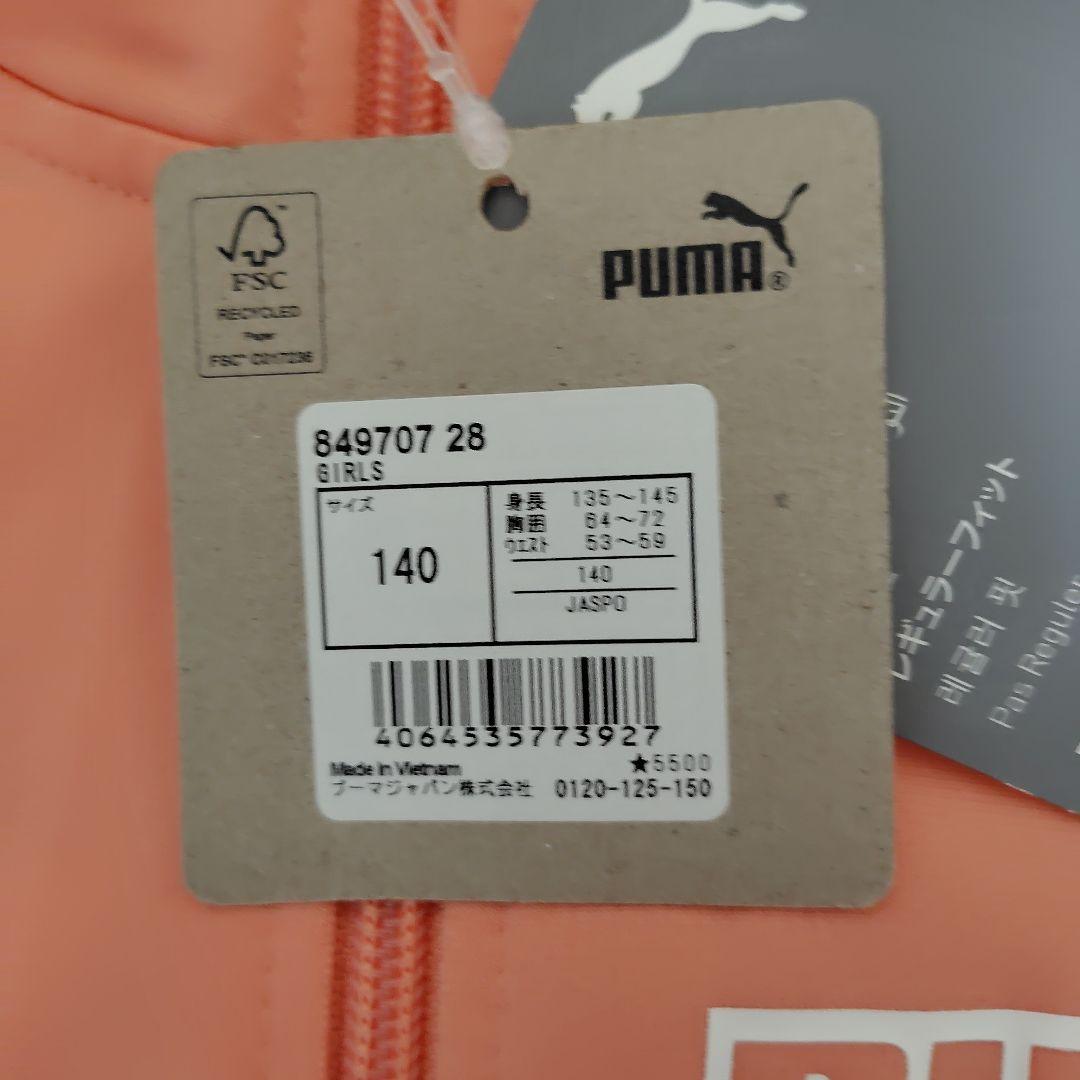 FSC
RECYCLED
Paper
FSC™ C017236
PUMA®
849707 28
GIRLS
サイズ
140
身長 135〜145
胸囲 64〜72
ウエスト 53〜59
140
JASPO
4064535773927
Made in Vietnam
★5500
プーマジャパン株式会社 0120-125-150
レギュラーフィット
레귤러 핏
Pas Reguler